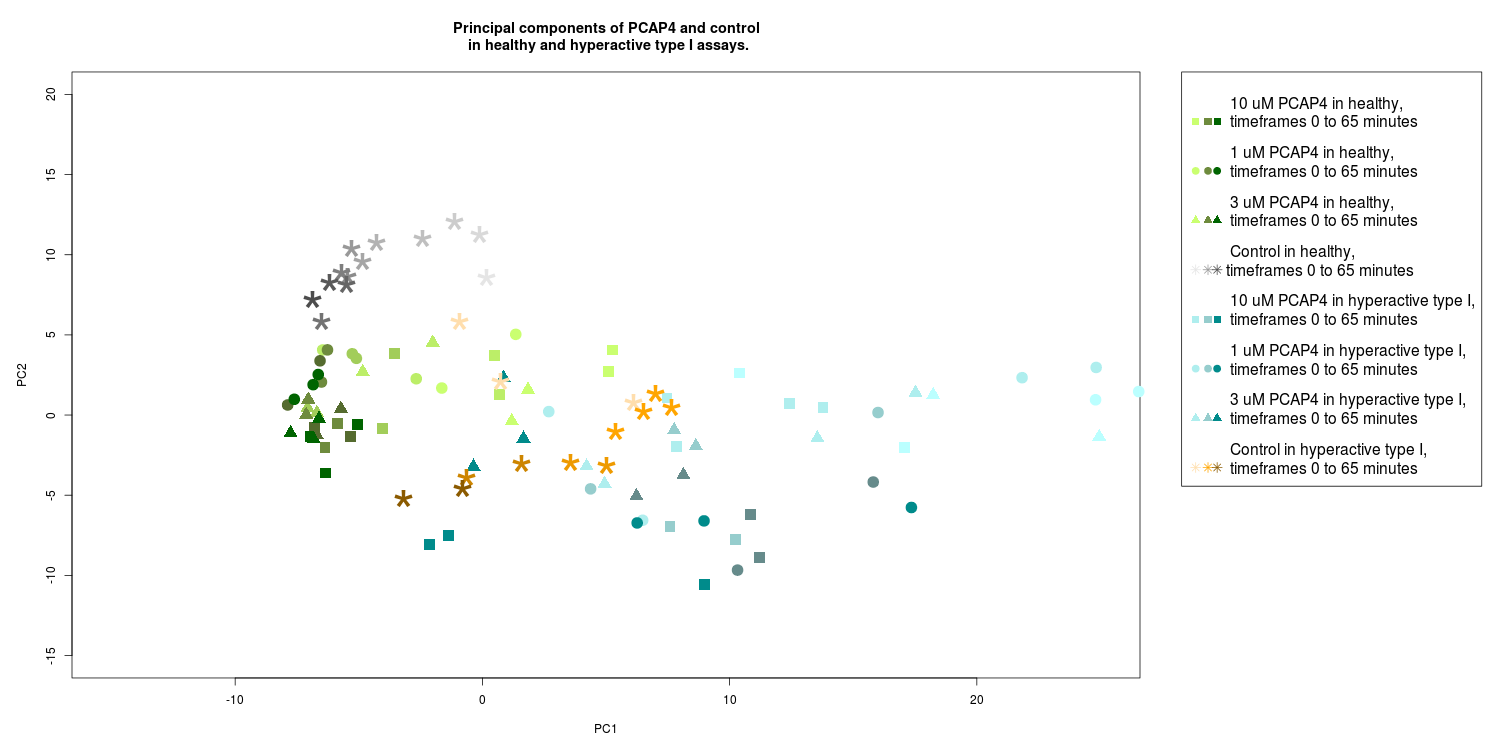 Principal components of PCAP4 and control
in healthy and hyperactive type I assays.
20
15
10
5
0
-5
-10
-15
PC2
-10
0
10
20
PC1
10 uM PCAP4 in healthy,
timeframes 0 to 65 minutes
1 uM PCAP4 in healthy,
timeframes 0 to 65 minutes
3 uM PCAP4 in healthy,
timeframes 0 to 65 minutes
Control in healthy,
timeframes 0 to 65 minutes
10 uM PCAP4 in hyperactive type I,
timeframes 0 to 65 minutes
1 uM PCAP4 in hyperactive type I,
timeframes 0 to 65 minutes
3 uM PCAP4 in hyperactive type I,
timeframes 0 to 65 minutes
Control in hyperactive type I,
timeframes 0 to 65 minutes